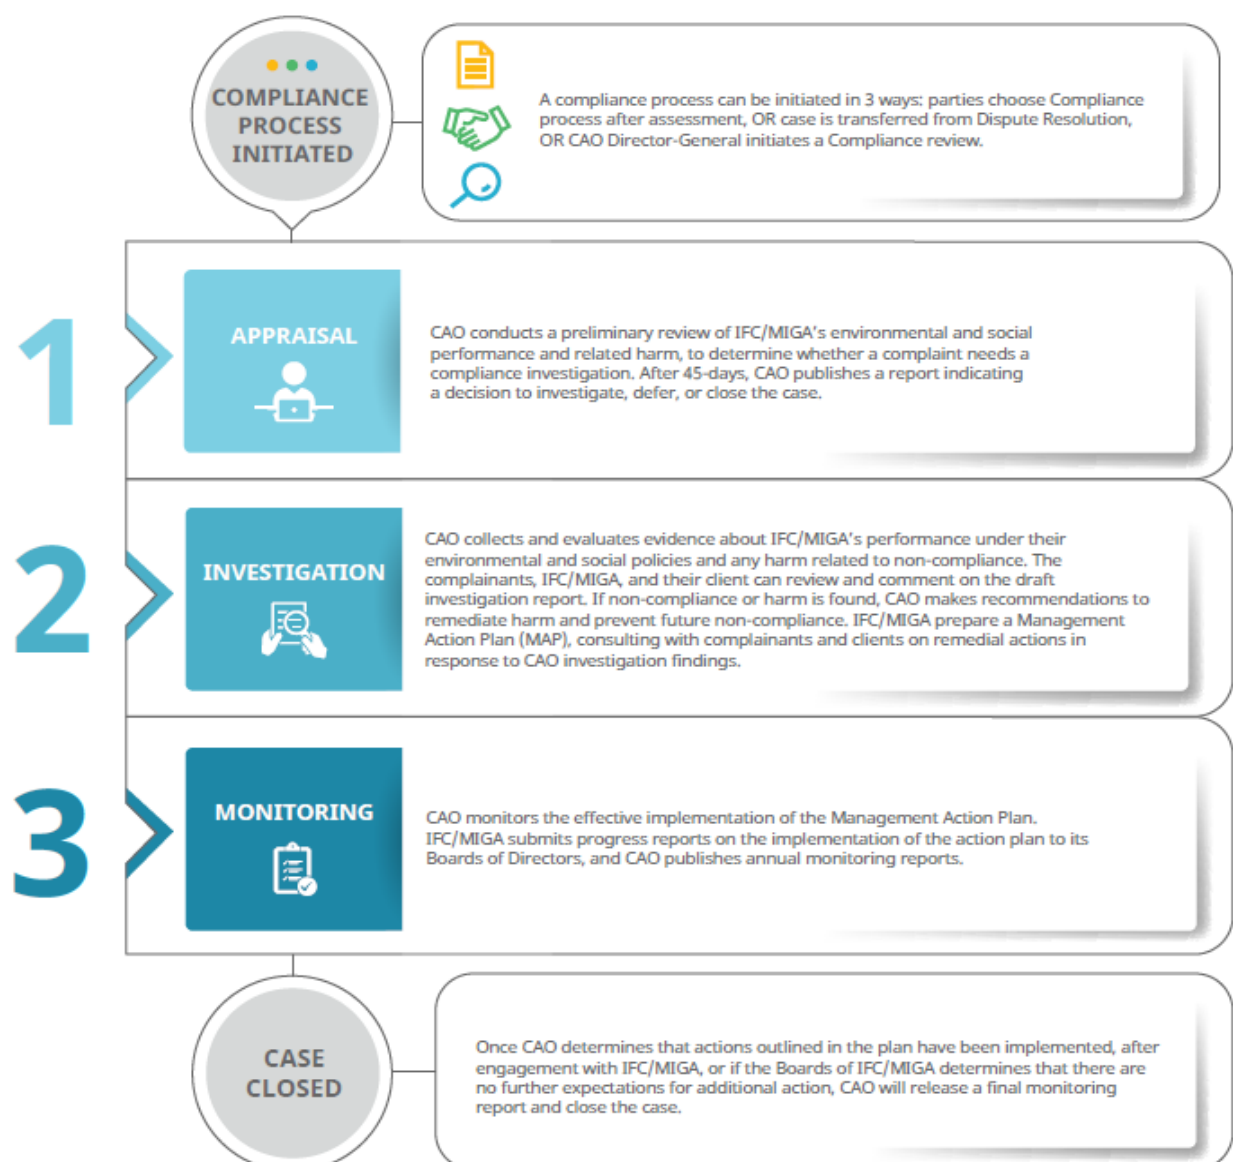 COMPLIANCE
PROCESS
INITIATED
A compliance process can be initiated in 3 ways: parties choose Compliance
process after assessment, OR case is transferred from Dispute Resolution,
OR CAO Director-General initiates a Compliance review.
1
APPRAISAL
CAO conducts a preliminary review of IFC/MIGA's environmental and social
performance and related harm, to determine whether a complaint needs a
compliance investigation. After 45-days, CAO publishes a report indicating
a decision to investigate, defer, or close the case.
2
INVESTIGATION
CAO collects and evaluates evidence about IFC/MIGA's performance under their
environmental and social policies and any harm related to non-compliance. The
complainants, IFC/MIGA, and their client can review and comment on the draft
investigation report. If non-compliance or harm is found, CAO makes recommendations to
remediate harm and prevent future non-compliance. IFC/MIGA prepare a Management
Action Plan (MAP), consulting with complainants and clients on remedial actions in
response to CAO investigation findings.
3
MONITORING
CAO monitors the effective implementation of the Management Action Plan.
IFC/MIGA submits progress reports on the implementation of the action plan to its
Boards of Directors, and CAO publishes annual monitoring reports.
CASE
CLOSED
Once CAO determines that actions outlined in the plan have been implemented, after
engagement with IFC/MIGA, or if the Boards of IFC/MIGA determines that there are
no further expectations for additional action, CAO will release a final monitoring
report and close the case.